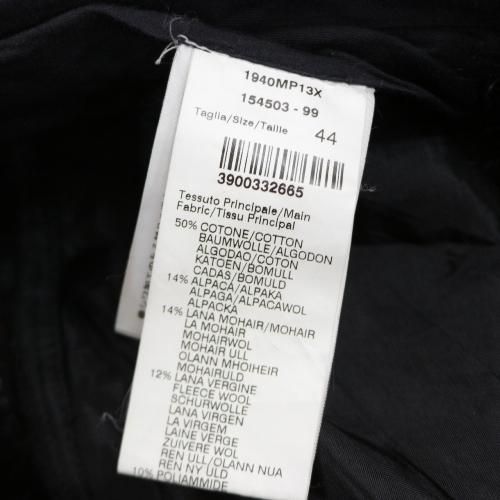 1940MP13X
154503 - 99
Taglia/Size/Taille 44
3900332665
Tessuto Principale/Main
Fabric/Tissu Principal
50% COTONE/COTTON
BAUMWOLLE/ALGODON
ALGODAO/COTON
KATOEN/BOMULL
CADAS/BOMULD
14% ALPACA/ALPAKA
ALPAGA/ALPACAWOL
ALPACKA
14% LANA MOHAIR/MOHAIR
LA MOHAIR
MOHAIRWOL
MOHAIR ULL
OLANN MHOIHEIR
MOHAIRULD
12% LANA VERGINE
FLEECE WOOL
SCHURWOLLE
LANA VIRGEN
LA VIRGEM
LAINE VERGE
ZUIVERE WOL
REN ULL/OLANN NUA
REN NY ULD
10% POLIAMMIDE